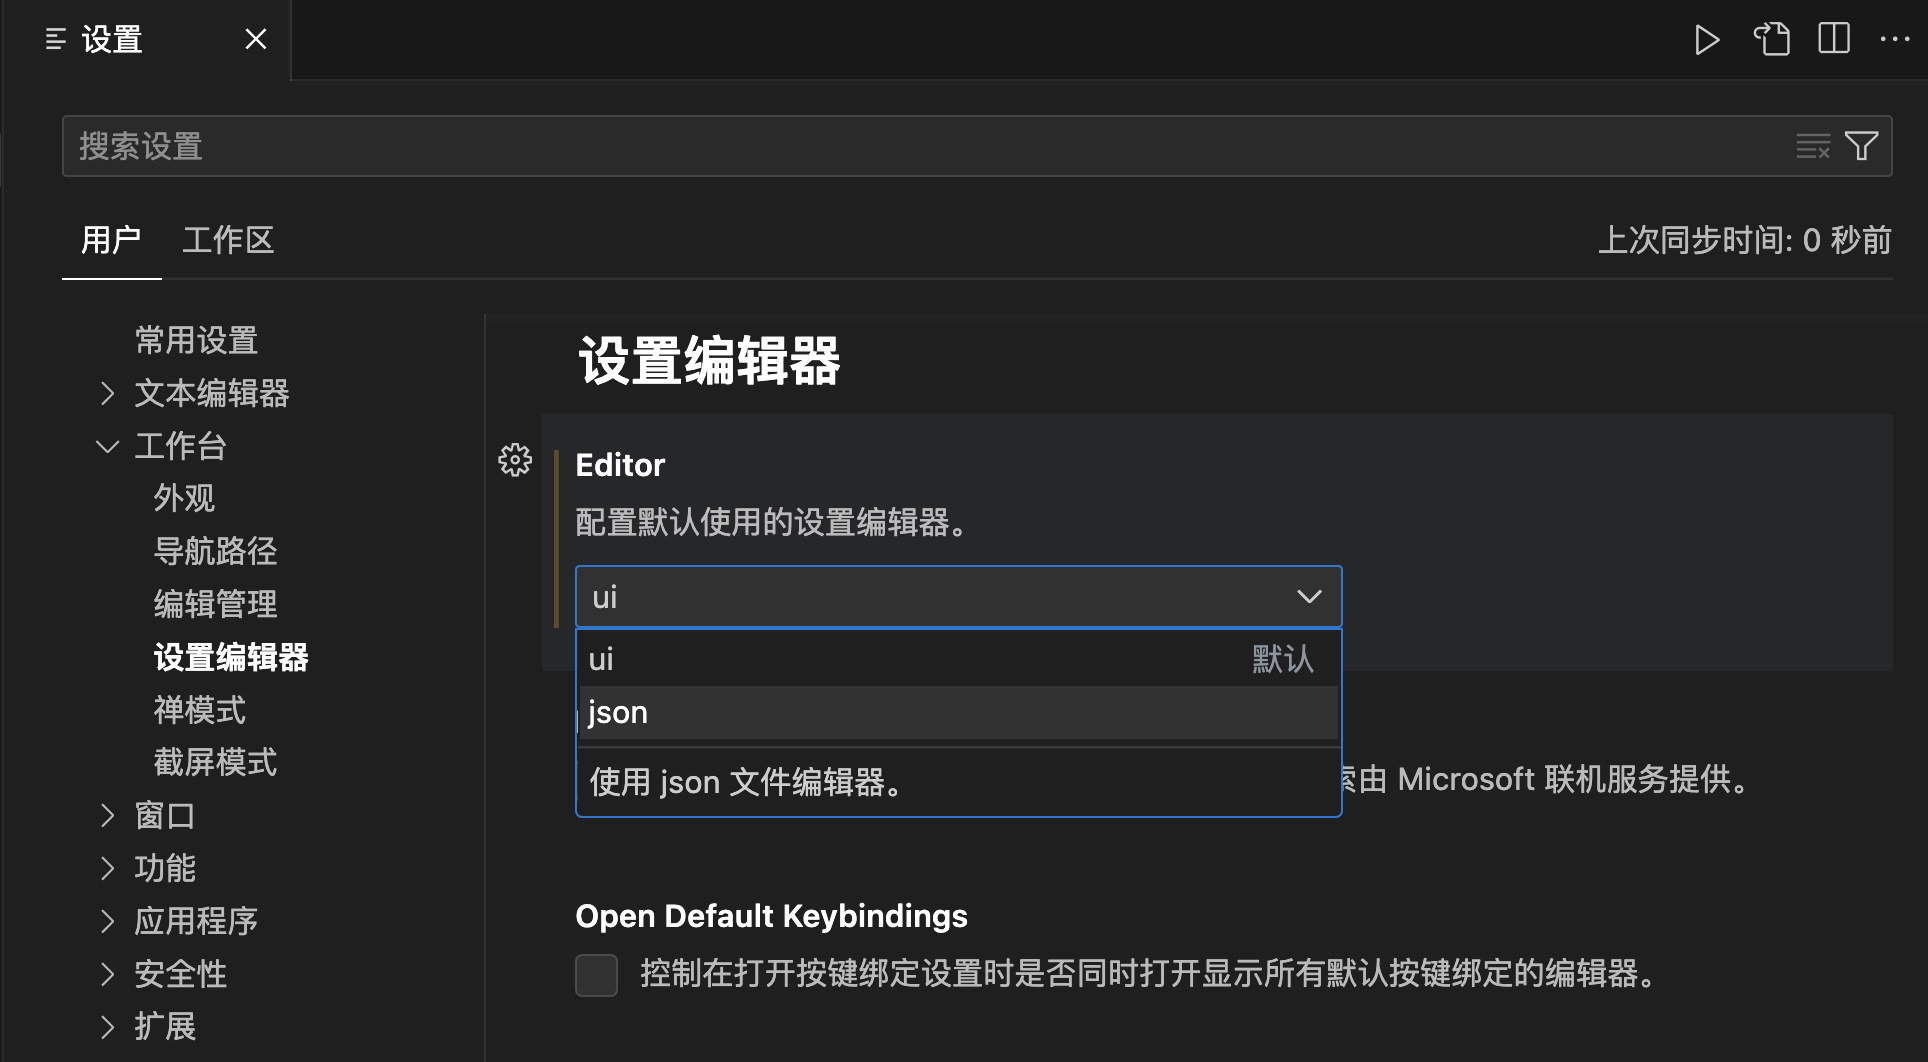 设置
搜索设置
用户
工作区
上次同步时间: 0 秒前
常用设置
文本编辑器
工作台
外观
导航路径
编辑管理
设置编辑器
禅模式
截屏模式
窗口
功能
应用程序
安全性
扩展
设置编辑器
Editor
配置默认使用的设置编辑器。
ui
ui 默认
json
使用 json 文件编辑器。
索由 Microsoft 联机服务提供。
Open Default Keybindings
控制在打开按键绑定设置时是否同时打开显示所有默认按键绑定的编辑器。